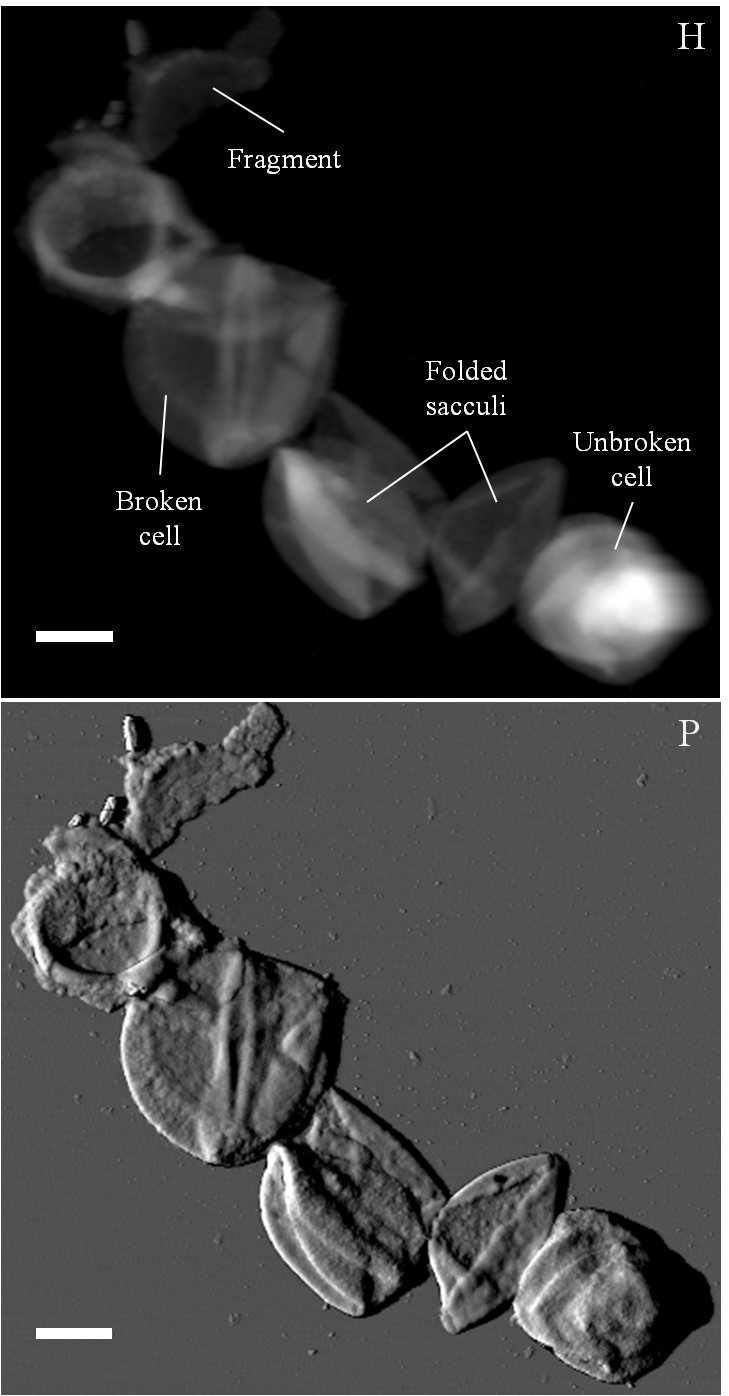 H
Fragment
Folded
sacculi
Unbroken
cell
Broken
cell
P